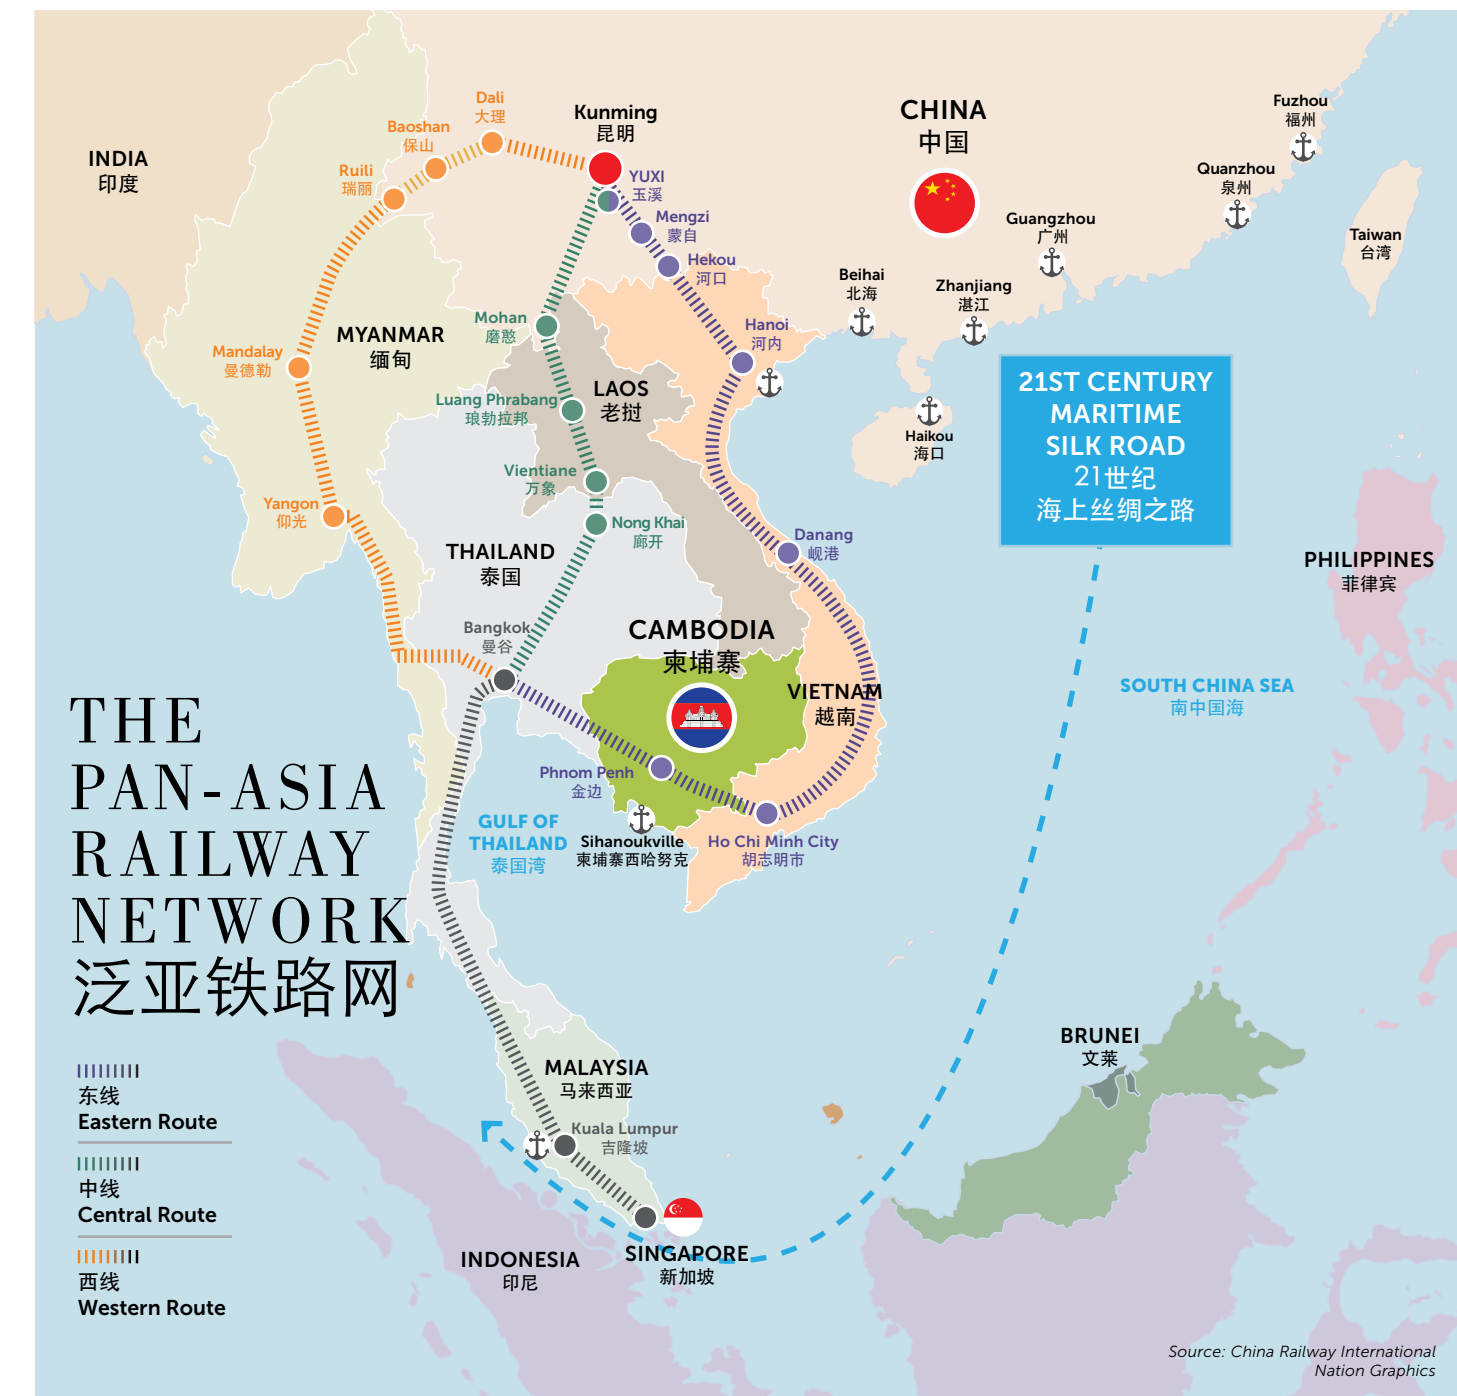 Dali
大理
Kunming
昆明
CHINA
中国
Fuzhou
福州
Baoshan
保山
INDIA
印度
Ruili
瑞丽
YUXI
玉溪
Quanzhou
泉州
Mengzi
蒙自
Guangzhou
广州
Taiwan
台湾
Hekou
河口
Beihai
北海
Zhanjiang
湛江
Mohan
磨憨
Hanoi
河内
MYANMAR
缅甸
Mandalay
曼德勒
LAOS
老挝
Luang Phrabang
琅勃拉邦
21ST CENTURY
MARITIME
SILK ROAD
21世纪
海上丝绸之路
Haikou
海口
Vientiane
万象
Yangon
仰光
Nong Khai
廊开
Danang
岘港
THAILAND
泰国
PHILIPPINES
菲律宾
Bangkok
曼谷
CAMBODIA
柬埔寨
VIETNAM
越南
SOUTH CHINA SEA
南中国海
THE
PAN-ASIA
RAILWAY
NETWORK
泛亚铁路网
Phnom Penh
金边
GULF OF
THAILAND
泰国湾
Sihanoukville
柬埔寨西哈努克
Ho Chi Minh City
胡志明市
BRUNEI
文莱
MALAYSIA
马来西亚
东线
Eastern Route
Kuala Lumpur
吉隆坡
中线
Central Route
SINGAPORE
新加坡
INDONESIA
印尼
西线
Western Route
Source: China Railway International
Nation Graphics